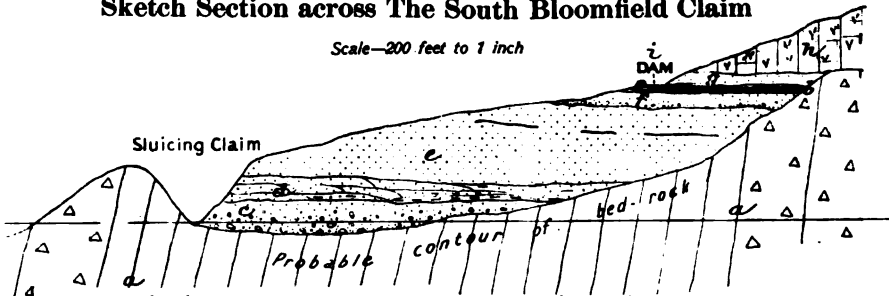 Sketch Section across The South Bloomfield Claim
Scale—200 feet to 1 inch
i
DAM
h
g
f
Sluicing Claim
e
d
c
a
a
Probable contour of bed-rock